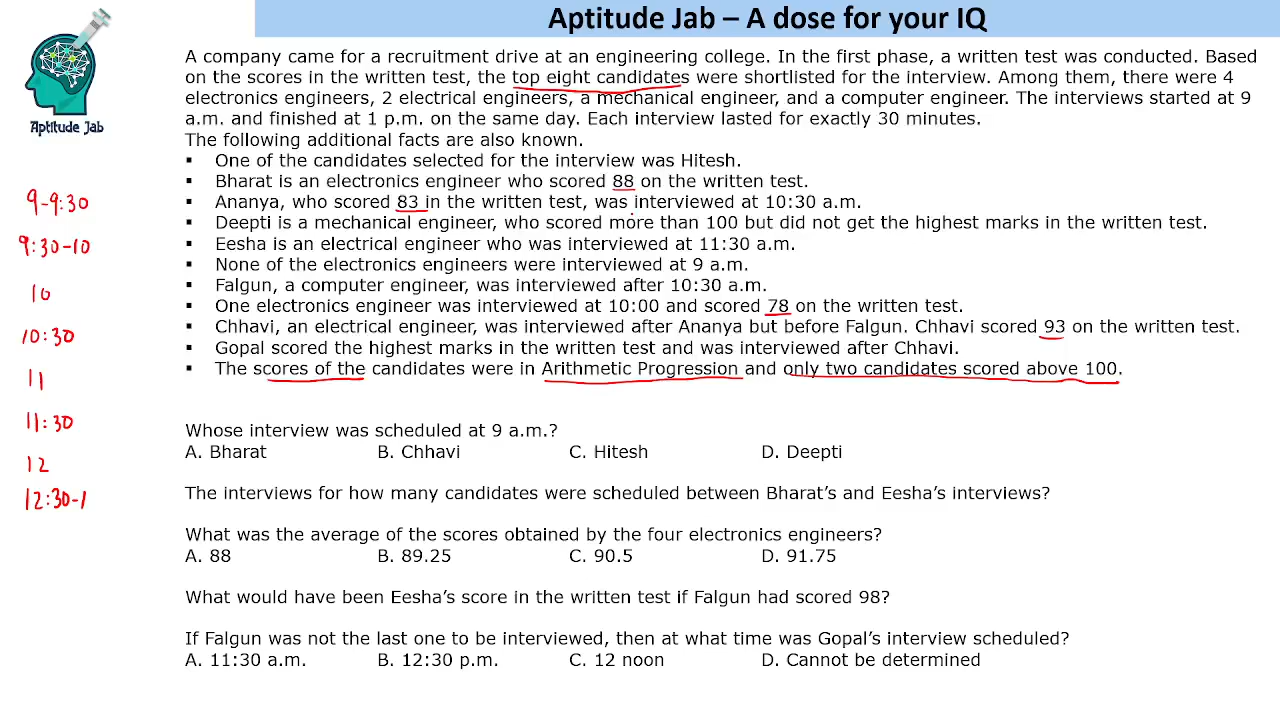 Aptitude Jab – A dose for your IQ
Aptitude Jab
A company came for a recruitment drive at an engineering college. In the first phase, a written test was conducted. Based
on the scores in the written test, the top eight candidates were shortlisted for the interview. Among them, there were 4
electronics engineers, 2 electrical engineers, a mechanical engineer, and a computer engineer. The interviews started at 9
a.m. and finished at 1 p.m. on the same day. Each interview lasted for exactly 30 minutes.
The following additional facts are also known.
▪ One of the candidates selected for the interview was Hitesh.
▪ Bharat is an electronics engineer who scored 88 on the written test.
▪ Ananya, who scored 83 in the written test, was interviewed at 10:30 a.m.
▪ Deepti is a mechanical engineer, who scored more than 100 but did not get the highest marks in the written test.
▪ Eesha is an electrical engineer who was interviewed at 11:30 a.m.
▪ None of the electronics engineers were interviewed at 9 a.m.
▪ Falgun, a computer engineer, was interviewed after 10:30 a.m.
▪ One electronics engineer was interviewed at 10:00 and scored 78 on the written test.
▪ Chhavi, an electrical engineer, was interviewed after Ananya but before Falgun. Chhavi scored 93 on the written test.
▪ Gopal scored the highest marks in the written test and was interviewed after Chhavi.
▪ The scores of the candidates were in Arithmetic Progression and only two candidates scored above 100.
9-9:30
9:30-10
10
10:30
11
11:30
12
12:30-1
Whose interview was scheduled at 9 a.m.?
A. Bharat B. Chhavi C. Hitesh D. Deepti
The interviews for how many candidates were scheduled between Bharat's and Eesha's interviews?
What was the average of the scores obtained by the four electronics engineers?
A. 88 B. 89.25 C. 90.5 D. 91.75
What would have been Eesha's score in the written test if Falgun had scored 98?
If Falgun was not the last one to be interviewed, then at what time was Gopal's interview scheduled?
A. 11:30 a.m. B. 12:30 p.m. C. 12 noon D. Cannot be determined